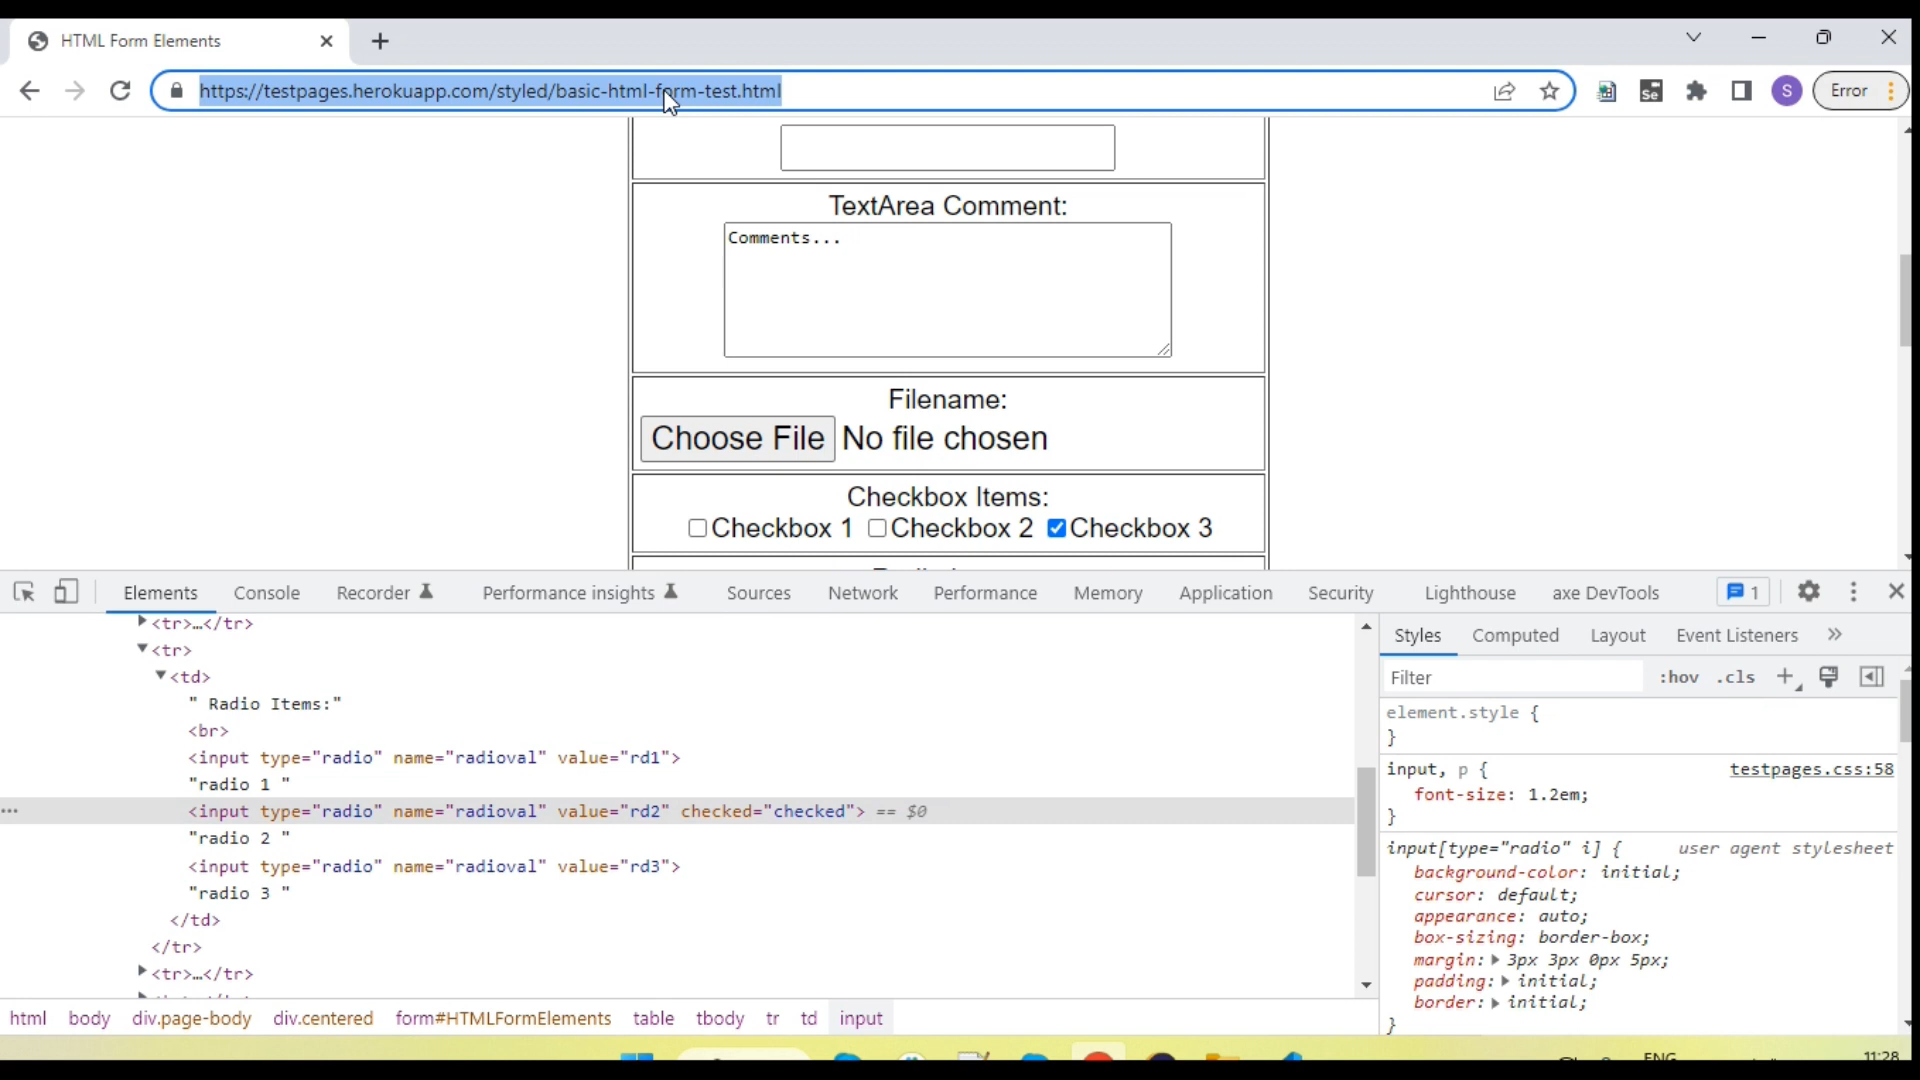 HTML Form Elements
https://testpages.herokuapp.com/styled/basic-html-form-test.html
Se
S
Error
TextArea Comment:
Comments...
Filename:
Choose File No file chosen
Checkbox Items:
Checkbox 1 Checkbox 2 Checkbox 3
Elements Console Recorder Performance insights Sources Network Performance Memory Application Security Lighthouse axe DevTools 1
<tr>…</tr>
<tr>
<td>
" Radio Items:"
<br>
<input type="radio" name="radioval" value="rd1">
"radio 1 "
<input type="radio" name="radioval" value="rd2" checked="checked"> == $0
"radio 2 "
<input type="radio" name="radioval" value="rd3">
"radio 3 "
</td>
</tr>
<tr>…</tr>
html body div.page-body div.centered form#HTMLFormElements table tbody tr td input
Styles Computed Layout Event Listeners »
Filter :hov .cls
element.style {
}
input, p { testpages.css:58
font-size: 1.2em;
}
input[type="radio" i] { user agent stylesheet
background-color: initial;
cursor: default;
appearance: auto;
box-sizing: border-box;
margin: 3px 3px 0px 5px;
padding: initial;
border: initial;
}
ENG
11:28